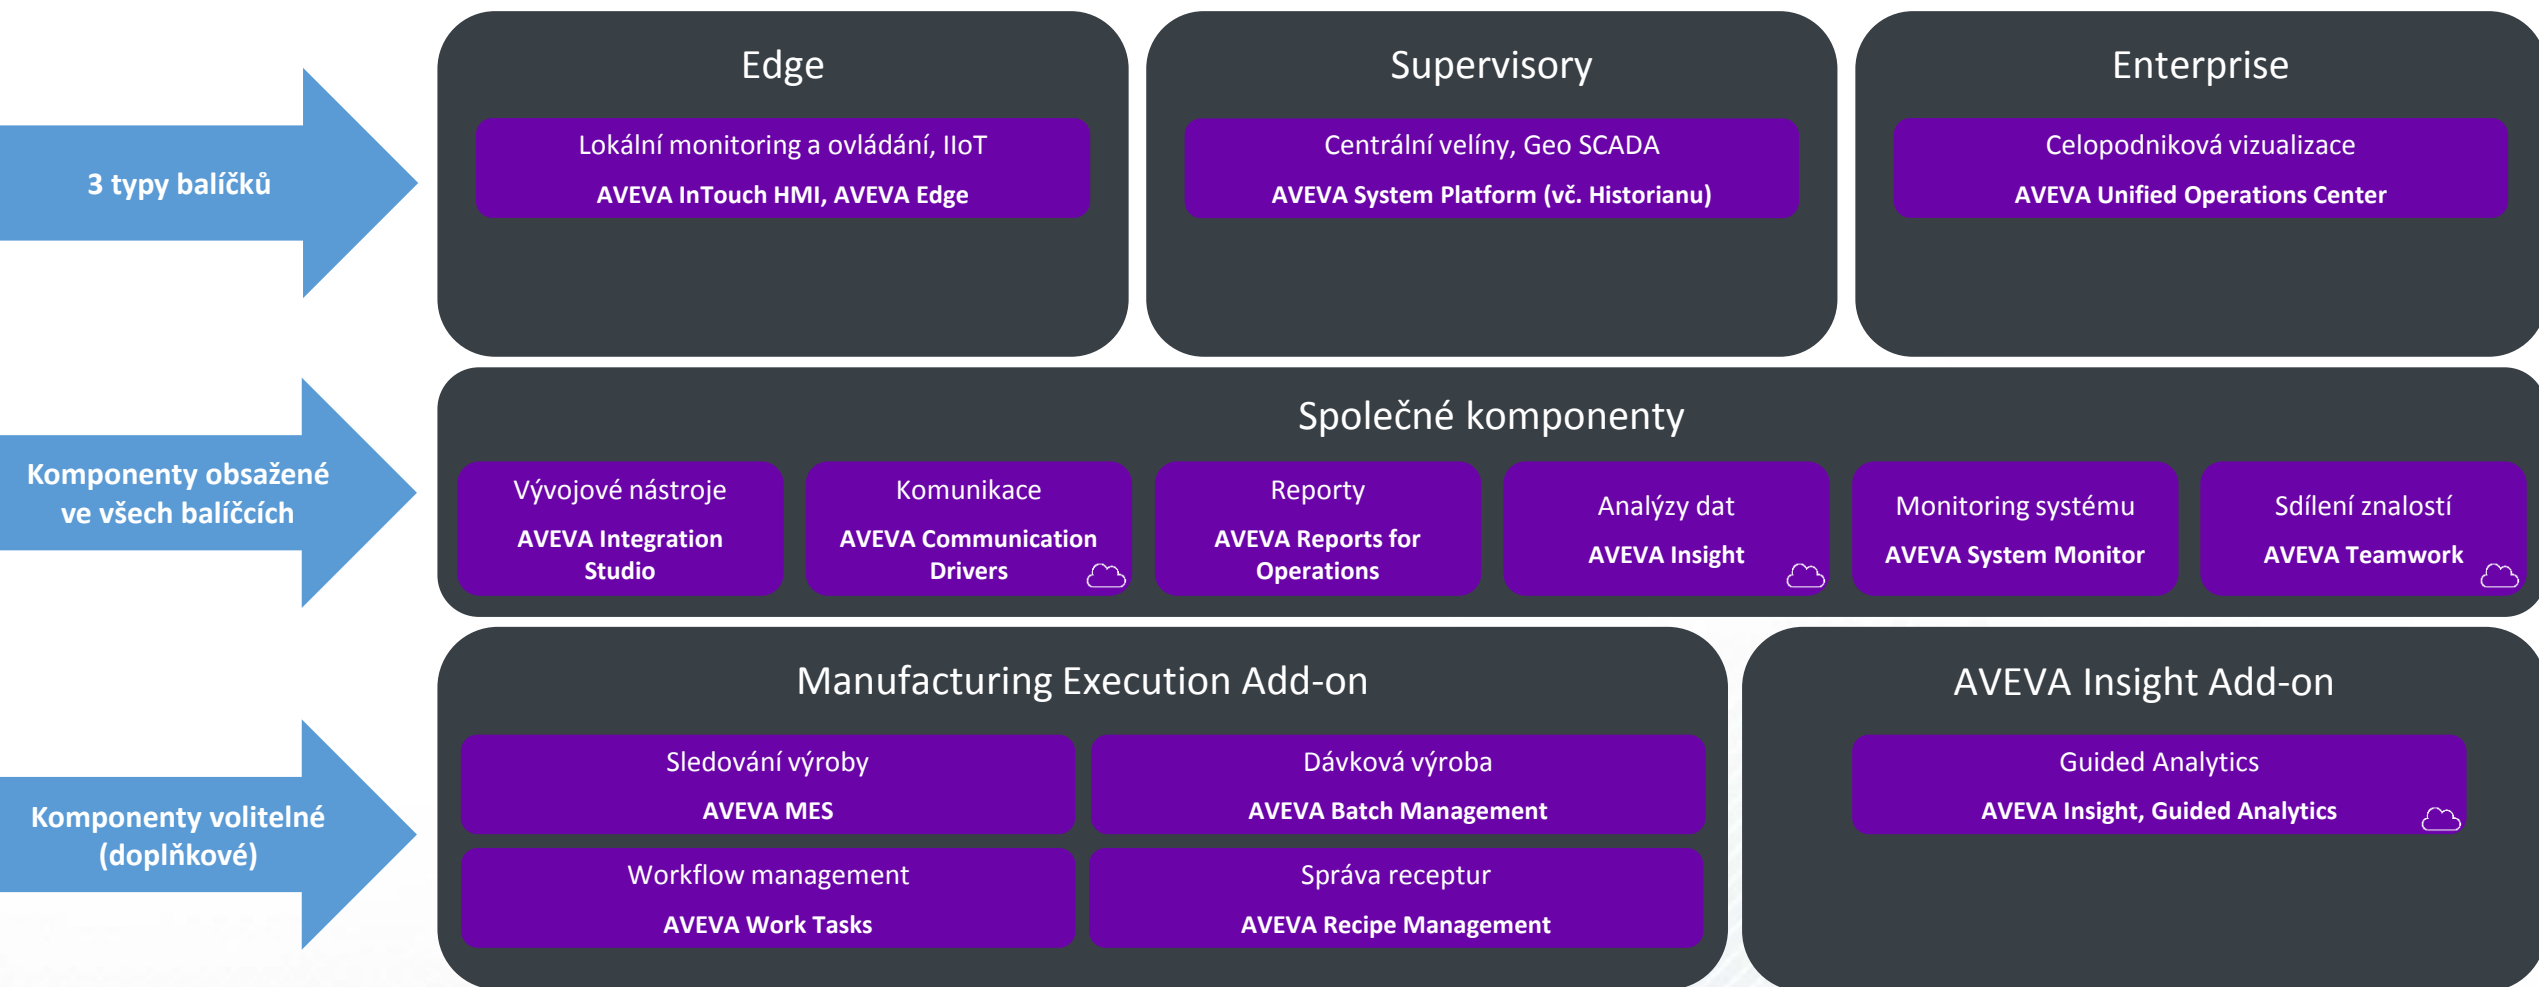 3 typy balíčků
Edge
Lokální monitoring a ovládání, IIoT
AVEVA InTouch HMI, AVEVA Edge
Supervisory
Centrální velíny, Geo SCADA
AVEVA System Platform (vč. Historianu)
Enterprise
Celopodniková vizualizace
AVEVA Unified Operations Center
Komponenty obsažené
ve všech balíčcích
Společné komponenty
Vývojové nástroje
AVEVA Integration
Studio
Komunikace
AVEVA Communication
Drivers
Reporty
AVEVA Reports for
Operations
Analýzy dat
AVEVA Insight
Monitoring systému
AVEVA System Monitor
Sdílení znalostí
AVEVA Teamwork
Komponenty volitelné
(doplňkové)
Manufacturing Execution Add-on
Sledování výroby
AVEVA MES
Dávková výroba
AVEVA Batch Management
Workflow management
AVEVA Work Tasks
Správa receptur
AVEVA Recipe Management
AVEVA Insight Add-on
Guided Analytics
AVEVA Insight, Guided Analytics